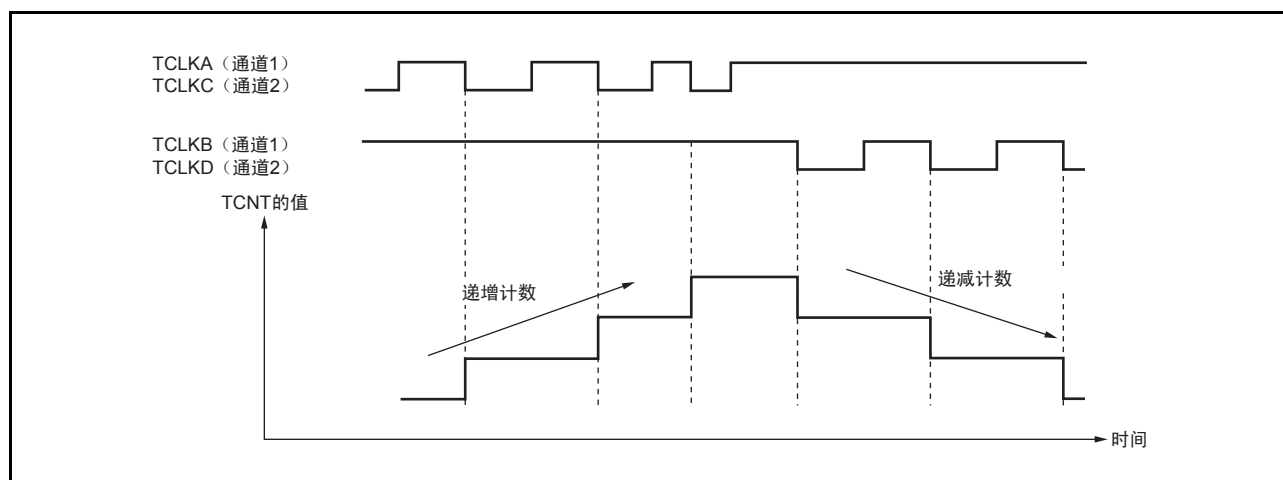 TCLKA（通道1）
TCLKC（通道2）
TCLKB（通道1）
TCLKD（通道2）
TCNT的值
递增计数
递减计数
时间